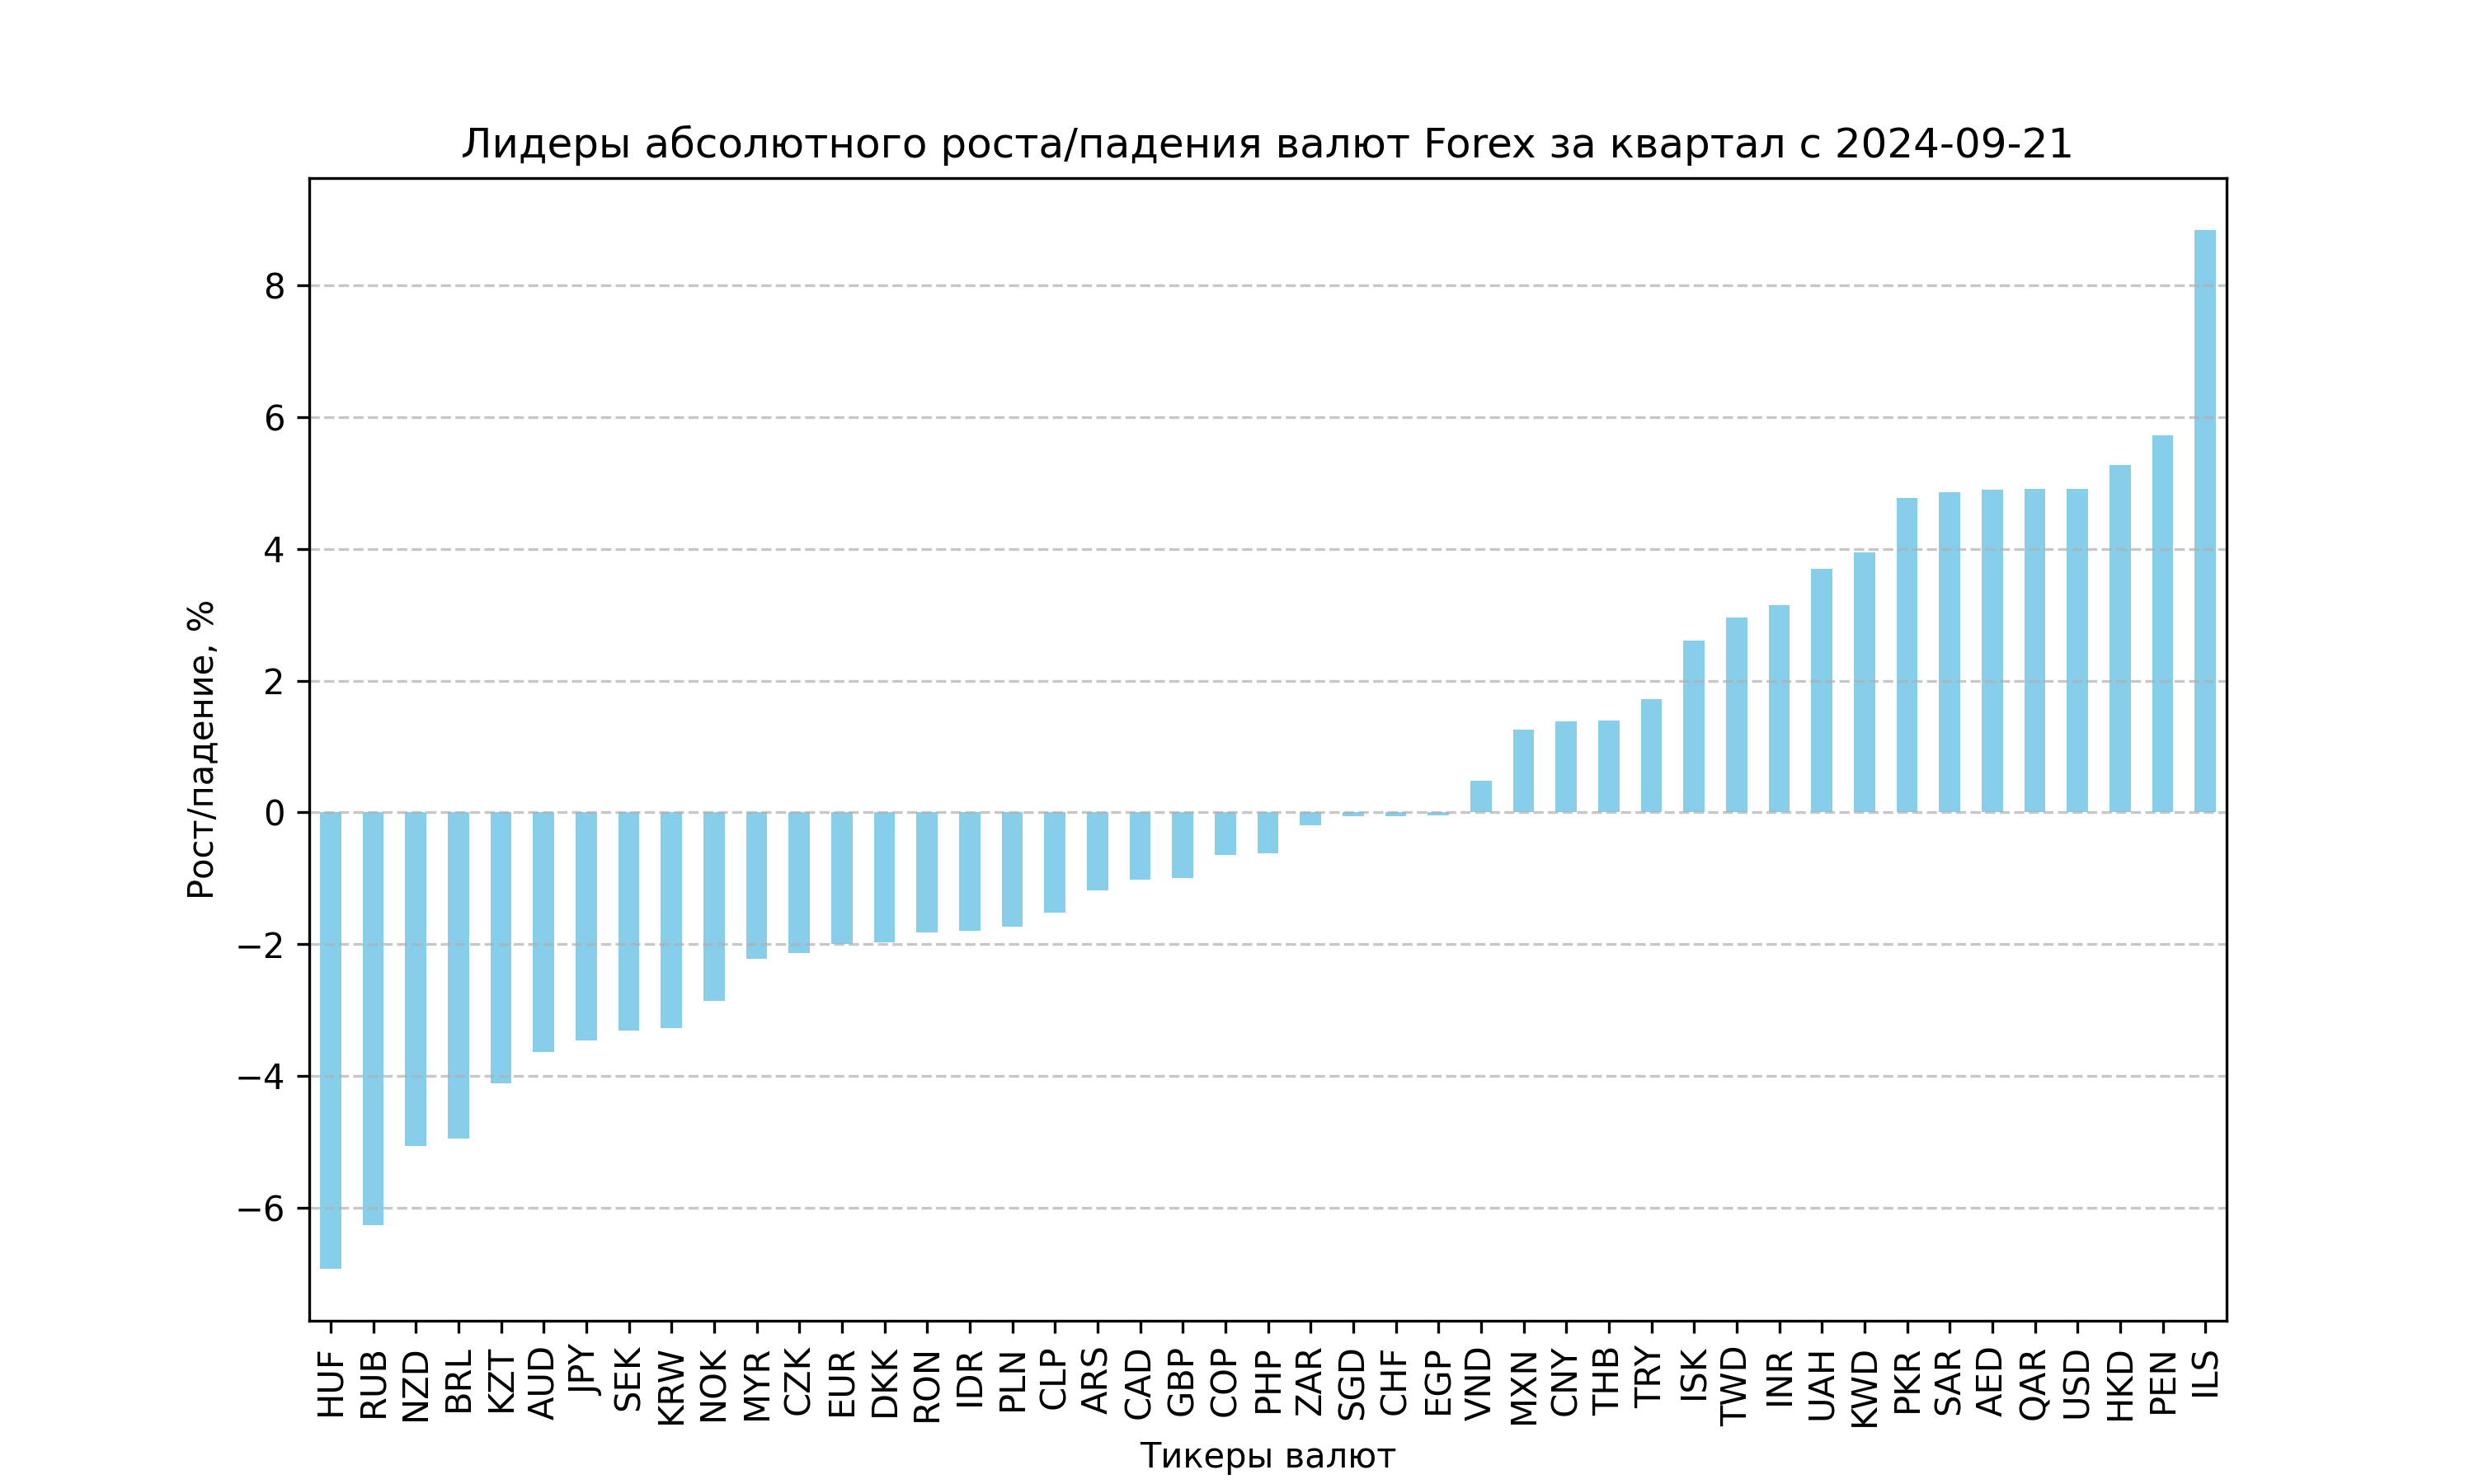 Лидеры абсолютного роста/падения валют Forex за квартал с 2024-09-21
Рост/падение, %
8
6
4
2
0
−2
−4
−6
HUF RUB NZD BRL KZT AUD JPY SEK KRW NOK MYR CZK EUR DKK RON IDR PLN CLP ARS CAD GBP COP PHP ZAR SGD CHF EGP VND MXN CNY THB TRY ISK TWD INR UAH KWD PKR SAR AED QAR USD HKD PEN ILS
Тикеры валют